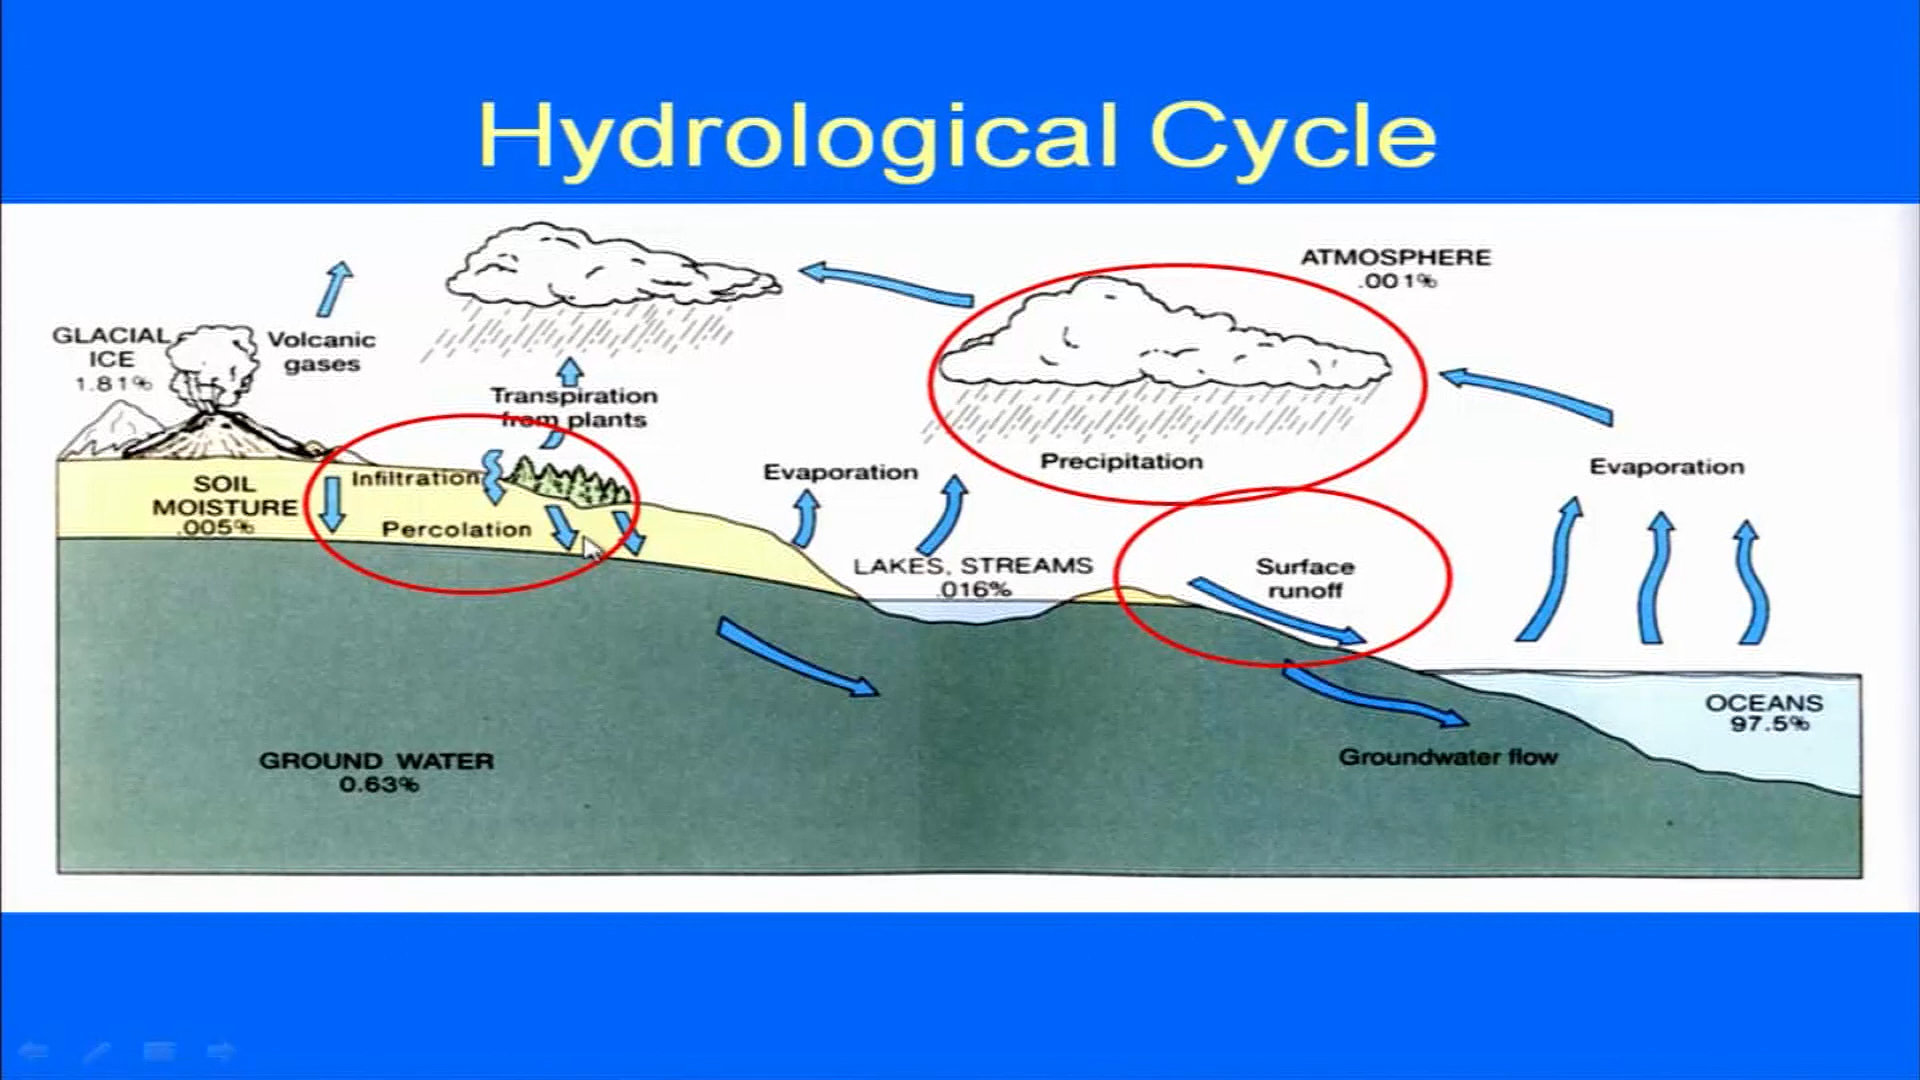 Hydrological Cycle
ATMOSPHERE
.001%
GLACIAL
ICE
1.81%
Volcanic
gases
Transpiration
from plants
Evaporation
Precipitation
Evaporation
SOIL
MOISTURE
.005%
Infiltration
Percolation
LAKES, STREAMS
.016%
Surface
runoff
OCEANS
97.5%
GROUND WATER
0.63%
Groundwater flow